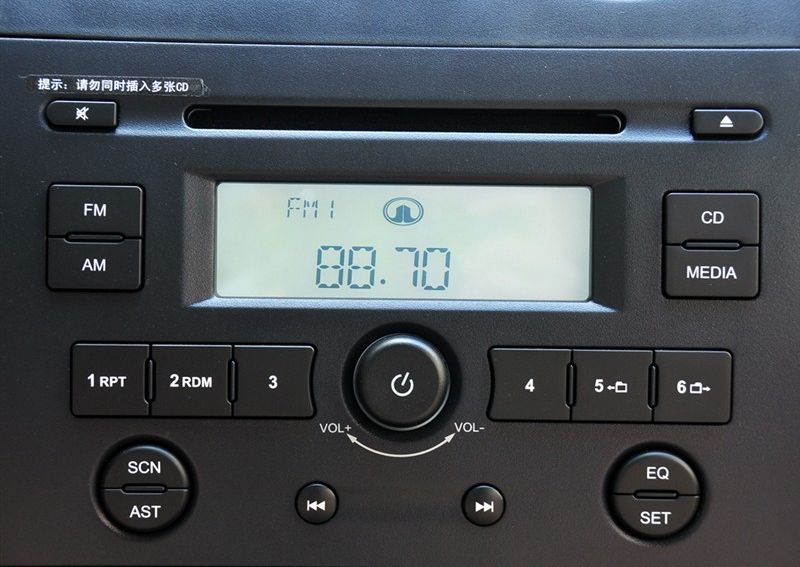 提示：请勿同时插入多张CD
FM
AM
FM1
88.70
CD
MEDIA
1 RPT
2 RDM
3
4
5
6
VOL+
VOL-
SCN
AST
EQ
SET